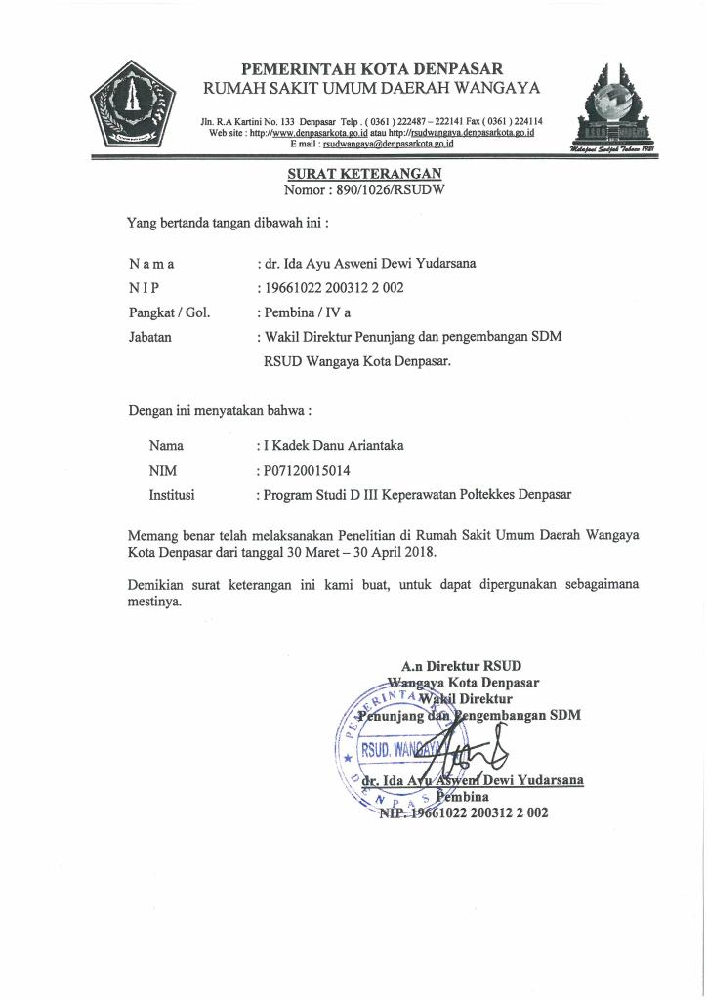 PEMERINTAH KOTA DENPASAR
RUMAH SAKIT UMUM DAERAH WANGAYA
Jln. R.A Kartini No. 133 Denpasar Telp . ( 0361 ) 222487 – 222141 Fax ( 0361 ) 224114
Web site : http://www.denpasarkota.go.id atau http://rsudwangaya.denpasarkota.go.id
E mail : rsudwangaya@denpasarkota.go.id
Melajani Sedjak Tahoen 1921
SURAT KETERANGAN
Nomor : 890/1026/RSUDW
Yang bertanda tangan dibawah ini :
N a m a : dr. Ida Ayu Asweni Dewi Yudarsana
N I P : 19661022 200312 2 002
Pangkat / Gol. : Pembina / IV a
Jabatan : Wakil Direktur Penunjang dan pengembangan SDM
RSUD Wangaya Kota Denpasar.
Dengan ini menyatakan bahwa :
Nama : I Kadek Danu Ariantaka
NIM : P07120015014
Institusi : Program Studi D III Keperawatan Poltekkes Denpasar
Memang benar telah melaksanakan Penelitian di Rumah Sakit Umum Daerah Wangaya
Kota Denpasar dari tanggal 30 Maret – 30 April 2018.
Demikian surat keterangan ini kami buat, untuk dapat dipergunakan sebagaimana
mestinya.
A.n Direktur RSUD
Wangaya Kota Denpasar
Wakil Direktur
Penunjang dan Pengembangan SDM
PEMERINTAH KOTA
RSUD. WANGAYA
DENPASAR
dr. Ida Ayu Asweni Dewi Yudarsana
Pembina
NIP. 19661022 200312 2 002